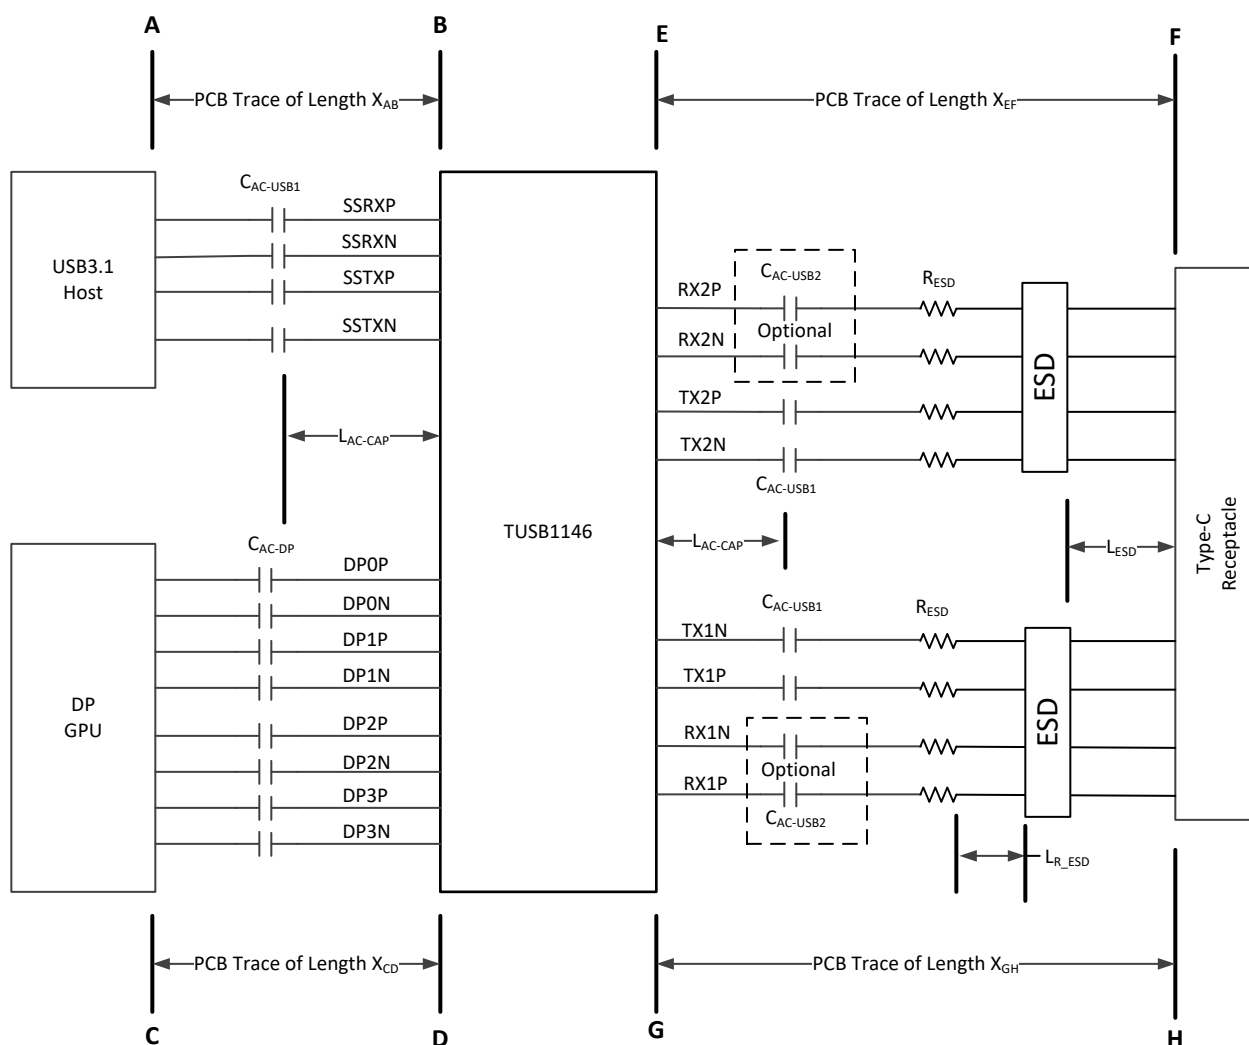 A
B
E
F
PCB Trace of Length XAB
PCB Trace of Length XEF
CAC-USB1
SSRXP
SSRXN
SSTXP
SSTXN
USB3.1
Host
RX2P
CAC-USB2
RESD
Optional
RX2N
TX2P
TX2N
CAC-USB1
ESD
LAC-CAP
TUSB1146
LAC-CAP
LESD
Type-C
Receptacle
CAC-DP
DP0P
DP0N
DP1P
DP1N
DP2P
DP2N
DP3P
DP3N
DP
GPU
CAC-USB1
RESD
TX1N
TX1P
RX1N
Optional
RX1P
CAC-USB2
ESD
LR_ESD
PCB Trace of Length XCD
PCB Trace of Length XGH
C
D
G
H